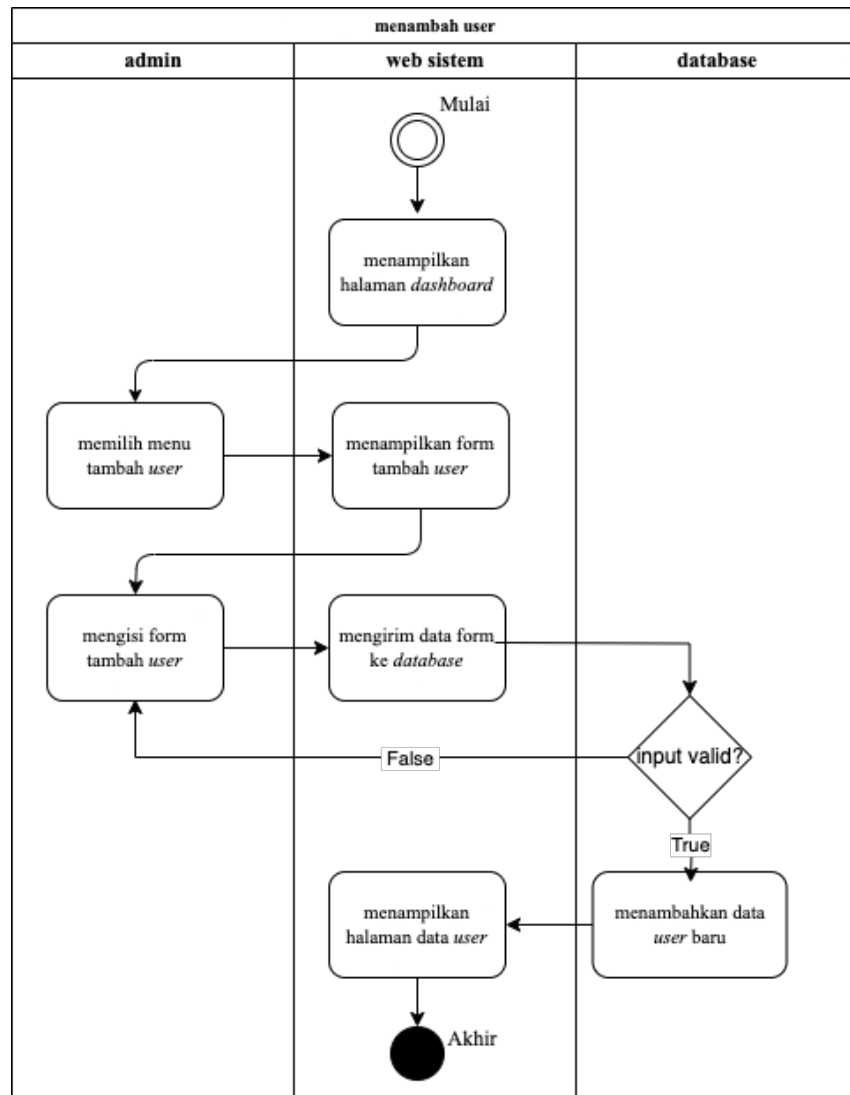 menambah user
admin
web sistem
database
Mulai
menampilkan
halaman dashboard
memilih menu
tambah user
menampilkan form
tambah user
mengisi form
tambah user
mengirim data form
ke database
input valid?
False
True
menampilkan
halaman data user
menambahkan data
user baru
Akhir